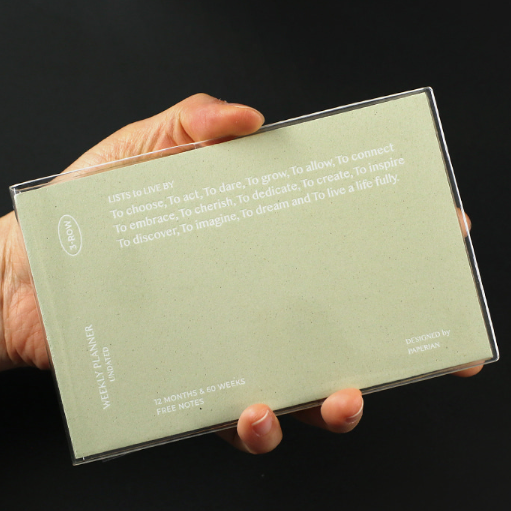 LISTS to LIVE BY
To choose, To act, To dare, To grow, To allow, To connect
To embrace, To cherish, To dedicate, To create, To inspire
To discover, To imagine, To dream and To live a life fully.
3-ROW
WEEKLY PLANNER
UNDATED
12 MONTHS & 60 WEEKS
FREE NOTES
DESIGNED by
PAPERIAN